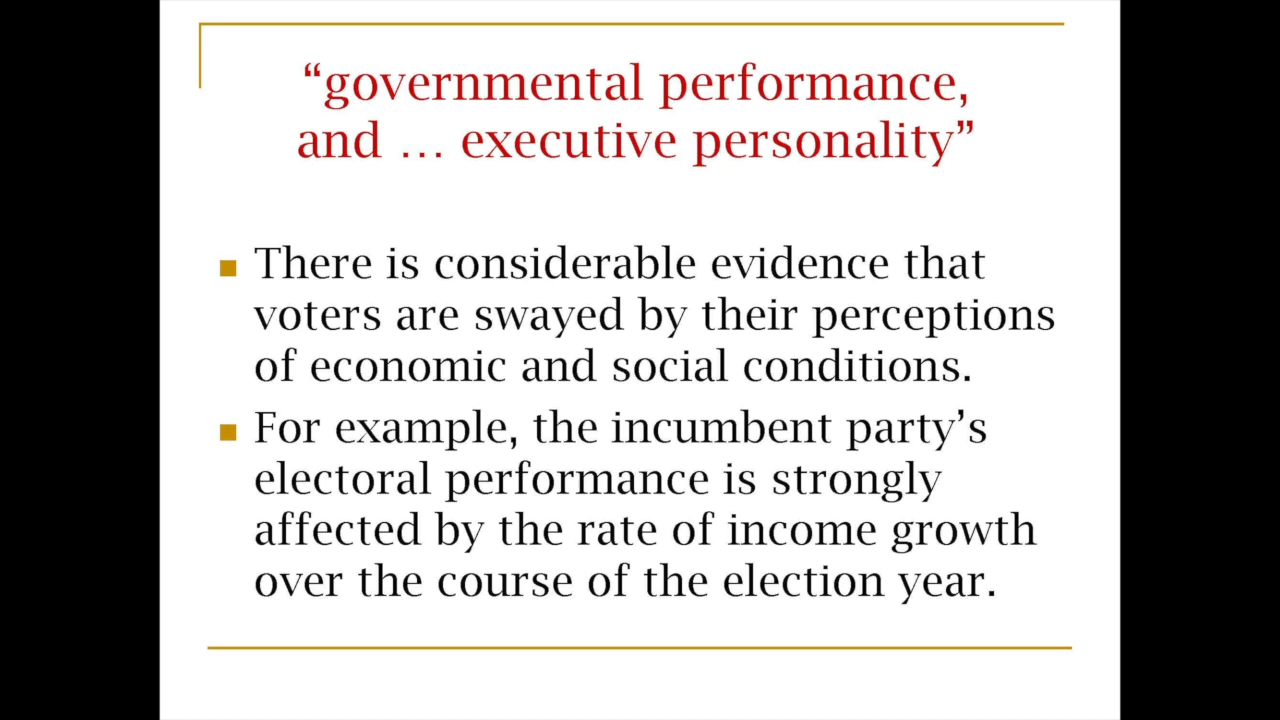 “governmental performance,
and … executive personality”
There is considerable evidence that
voters are swayed by their perceptions
of economic and social conditions.
For example, the incumbent party’s
electoral performance is strongly
affected by the rate of income growth
over the course of the election year.